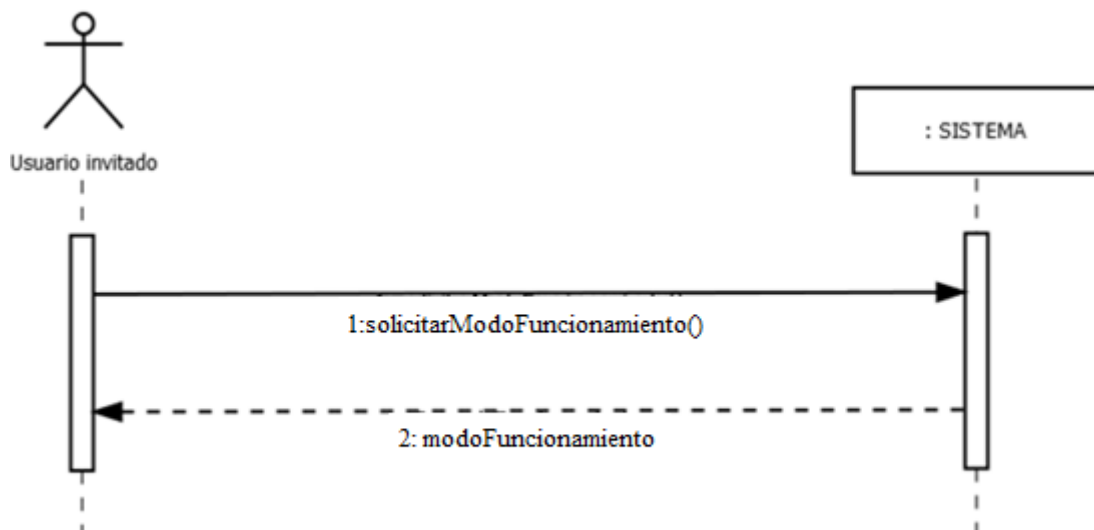 Usuario invitado
: SISTEMA
1:solicitarModoFuncionamiento()
2: modoFuncionamiento